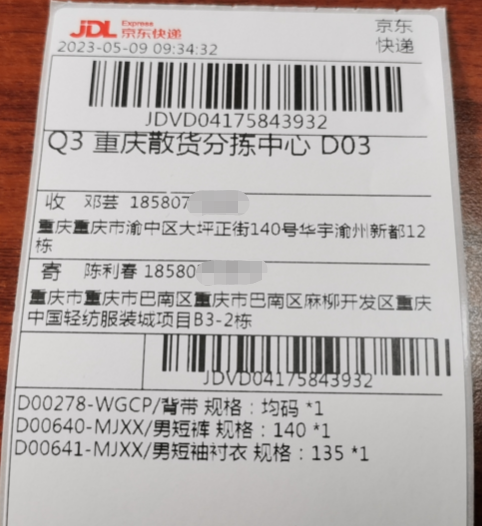 JDL Express 京东快递
京东
快递
2023-05-09 09:34:32
JDVD04175843932
Q3 重庆散货分拣中心 D03
收 邓芸 185807
重庆重庆市渝中区大坪正街140号华宇渝州新都12
栋
寄 陈利春 18580
重庆市重庆市巴南区重庆市巴南区麻柳开发区重庆
中国轻纺服装城项目B3-2栋
JDVD04175843932
D00278-WGCP/背带 规格：均码 *1
D00640-MJXX/男短裤 规格：140 *1
D00641-MJXX/男短袖衬衣 规格：135 *1